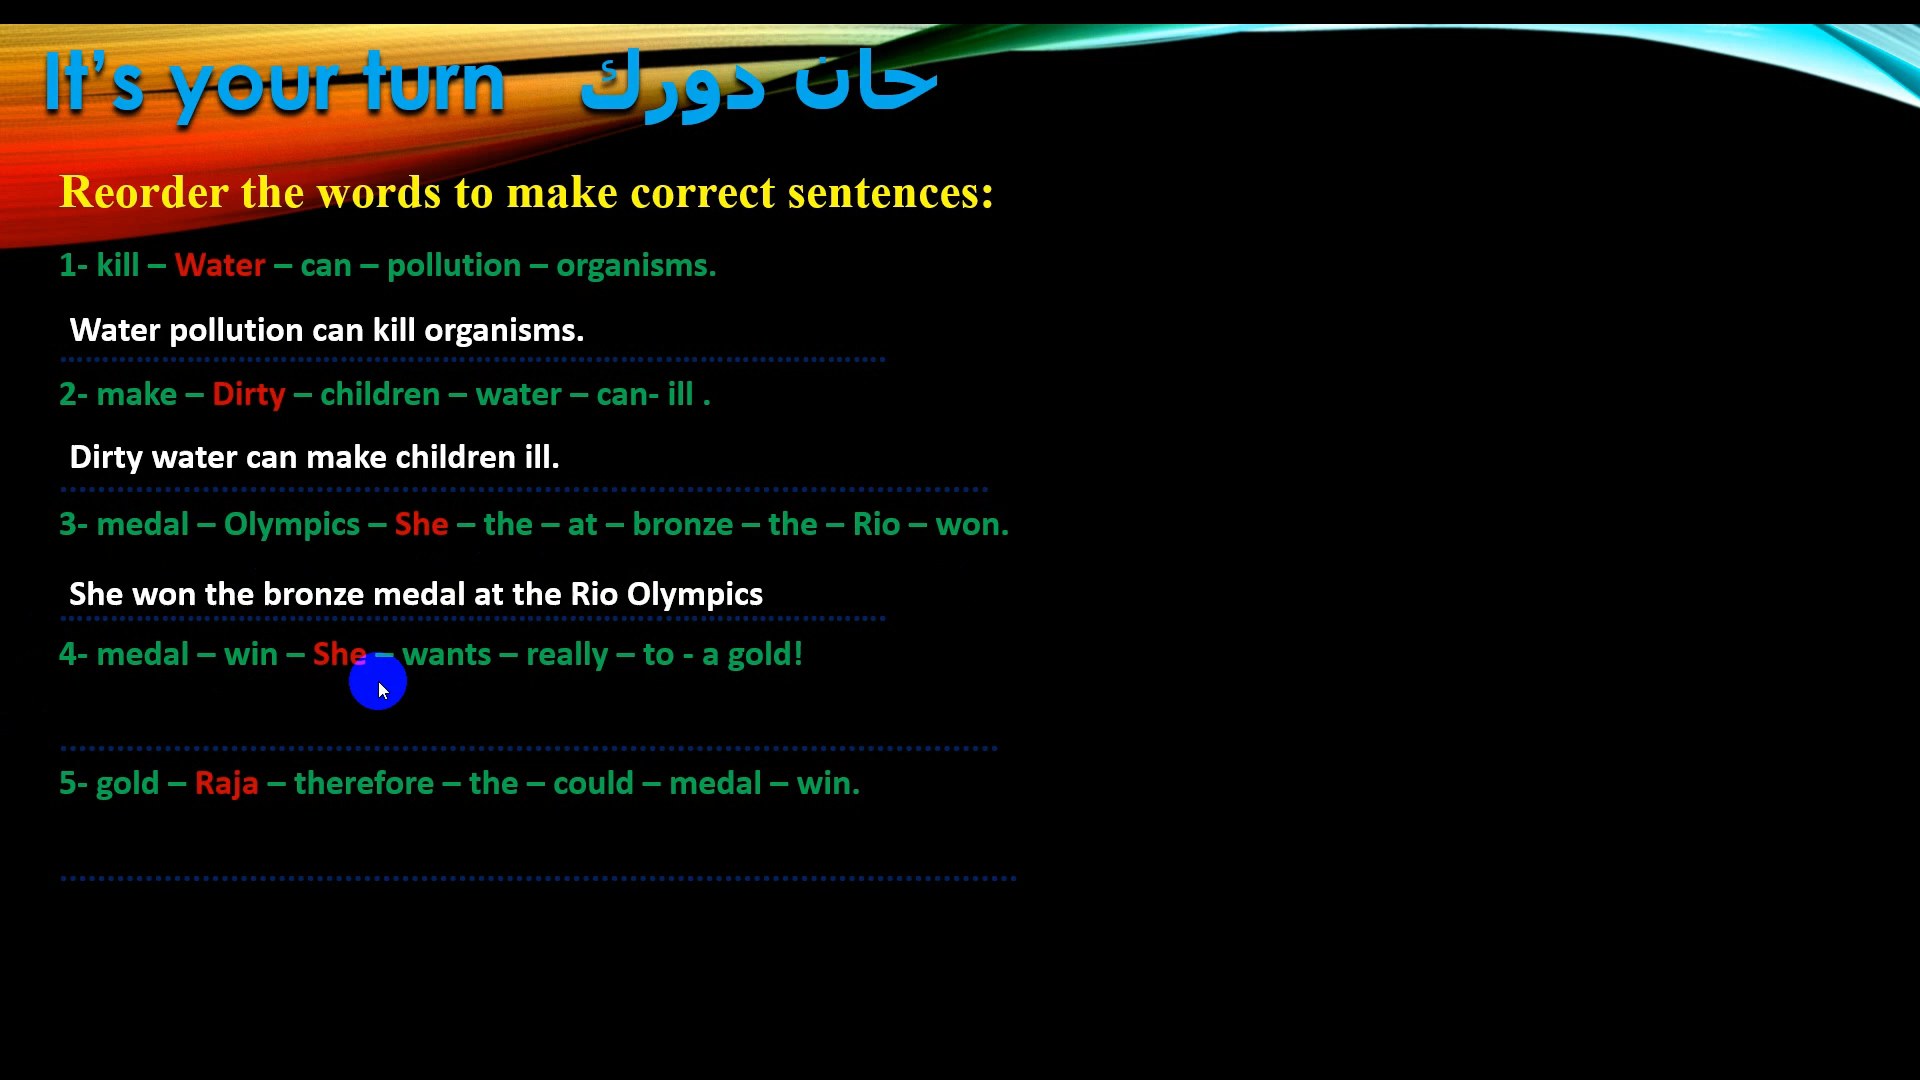 It's your turn حان دورك
Reorder the words to make correct sentences:
1- kill – Water – can – pollution – organisms.
Water pollution can kill organisms.
2- make – Dirty – children – water – can- ill .
Dirty water can make children ill.
3- medal – Olympics – She – the – at – bronze – the – Rio – won.
She won the bronze medal at the Rio Olympics
4- medal – win – She – wants – really – to - a gold!
5- gold – Raja – therefore – the – could – medal – win.